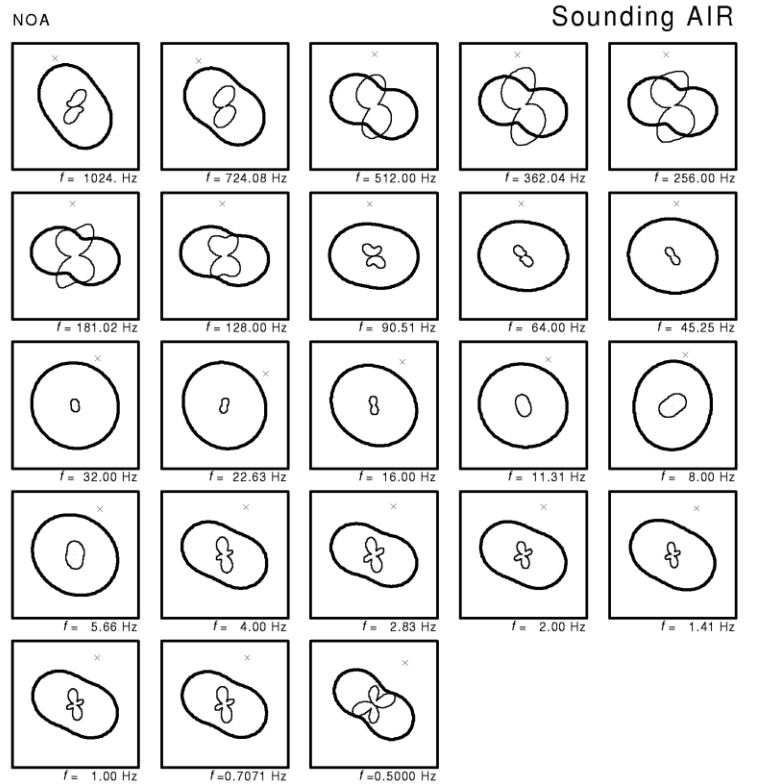 NOA
Sounding AIR
f = 1024. Hz
f = 724.08 Hz
f = 512.00 Hz
f = 362.04 Hz
f = 256.00 Hz
f = 181.02 Hz
f = 128.00 Hz
f = 90.51 Hz
f = 64.00 Hz
f = 45.25 Hz
f = 32.00 Hz
f = 22.63 Hz
f = 16.00 Hz
f = 11.31 Hz
f = 8.00 Hz
f = 5.66 Hz
f = 4.00 Hz
f = 2.83 Hz
f = 2.00 Hz
f = 1.41 Hz
f = 1.00 Hz
f =0.7071 Hz
f =0.5000 Hz